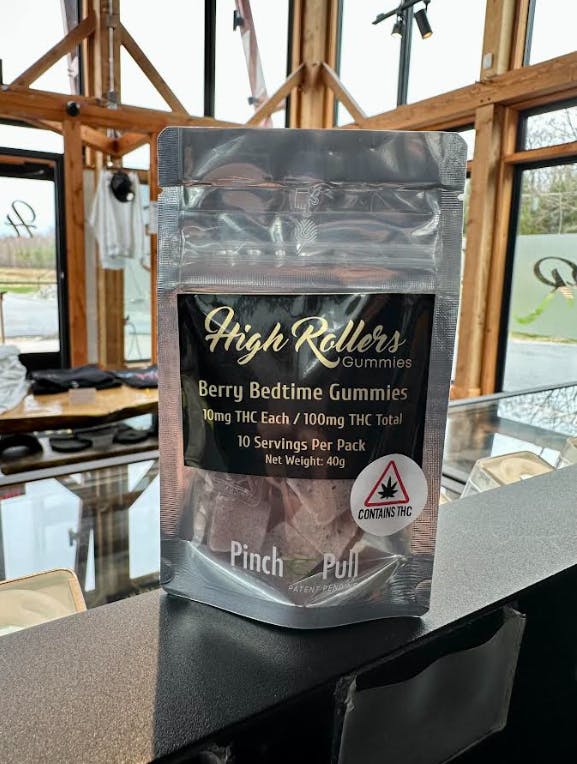 High Rollers
Gummies
Berry Bedtime Gummies
10mg THC Each / 100mg THC Total
10 Servings Per Pack
Net Weight: 40g
CONTAINS THC
Pinch Pull
PATENT PENDING